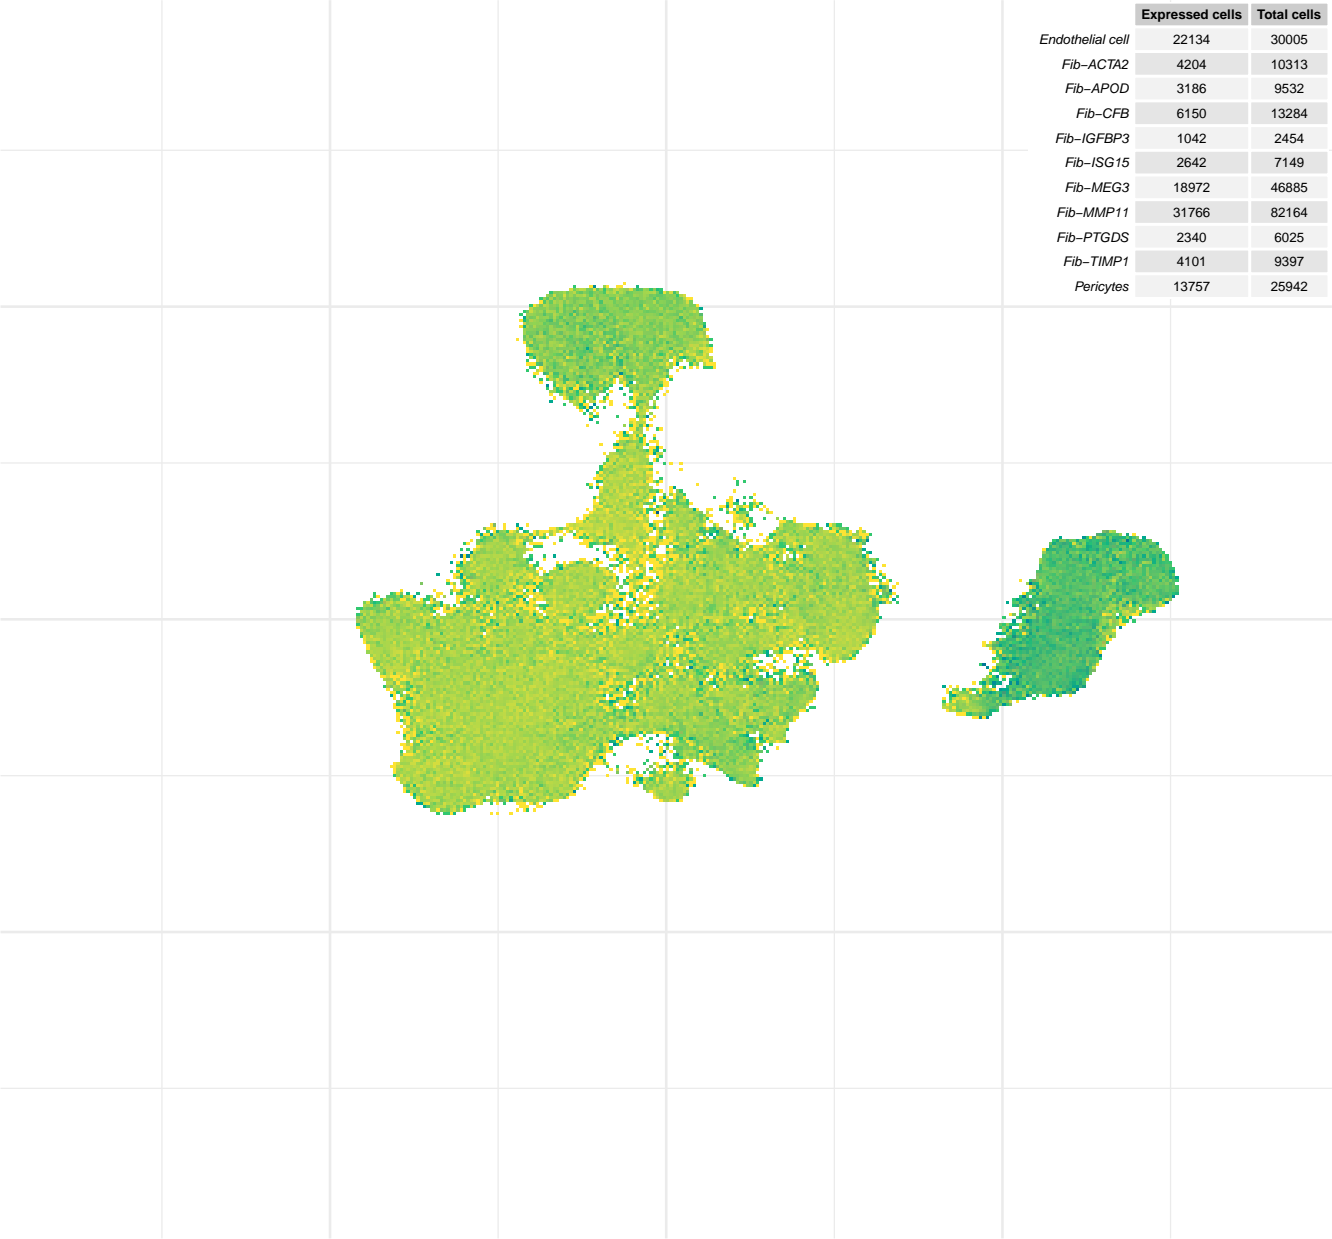 Expressed cells Total cells
Endothelial cell 22134 30005
Fib−ACTA2 4204 10313
Fib−APOD 3186 9532
Fib−CFB 6150 13284
Fib−IGFBP3 1042 2454
Fib−ISG15 2642 7149
Fib−MEG3 18972 46885
Fib−MMP11 31766 82164
Fib−PTGDS 2340 6025
Fib−TIMP1 4101 9397
Pericytes 13757 25942